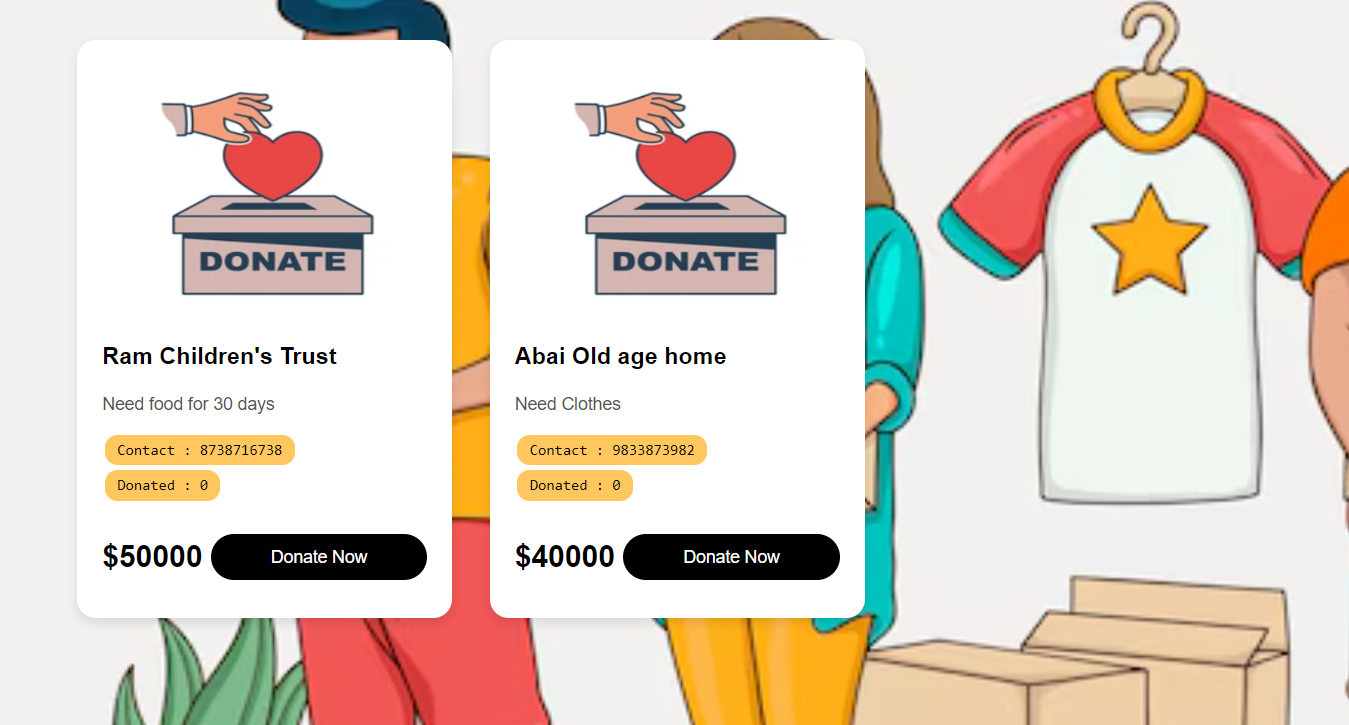 DONATE
Ram Children's Trust
Need food for 30 days
Contact : 8738716738
Donated : 0
$50000 Donate Now
DONATE
Abai Old age home
Need Clothes
Contact : 9833873982
Donated : 0
$40000 Donate Now